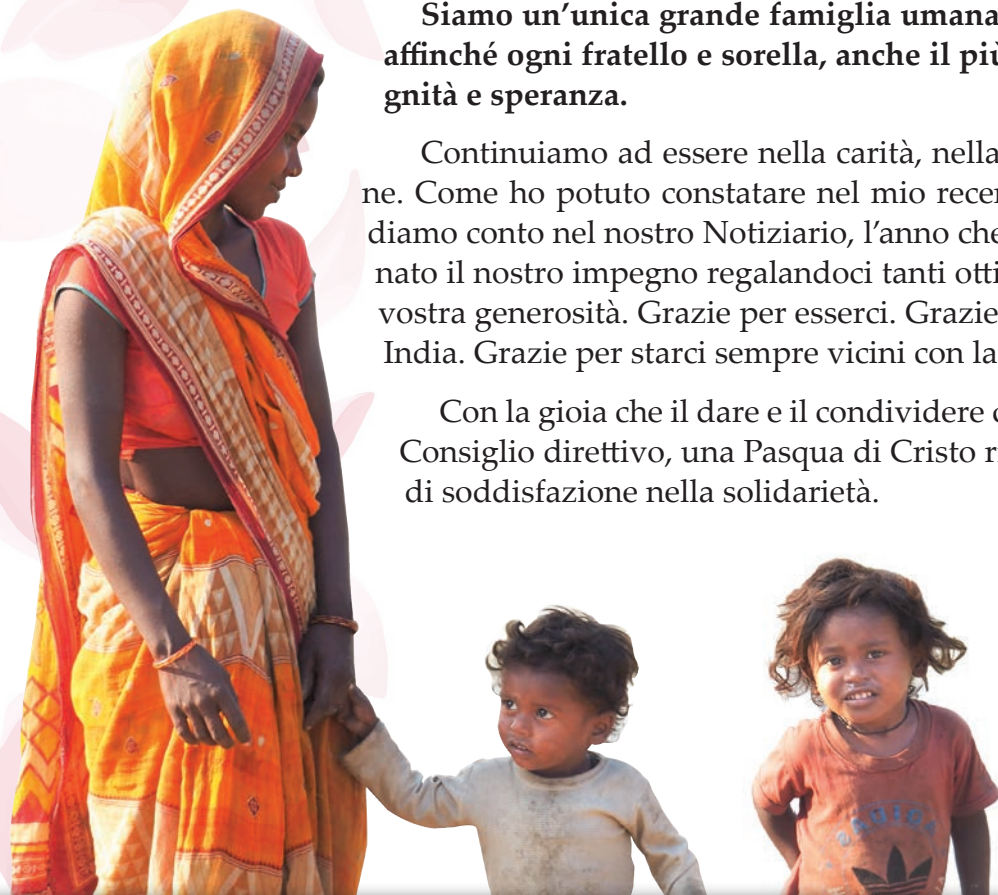 Siamo un’unica grande famiglia umana
affinché ogni fratello e sorella, anche il più
gnità e speranza.
Continuiamo ad essere nella carità, nella
ne. Come ho potuto constatare nel mio recen
diamo conto nel nostro Notiziario, l’anno che
nato il nostro impegno regalandoci tanti otti
vostra generosità. Grazie per esserci. Grazie
India. Grazie per starci sempre vicini con la
Con la gioia che il dare e il condividere
Consiglio direttivo, una Pasqua di Cristo
di soddisfazione nella solidarietà.